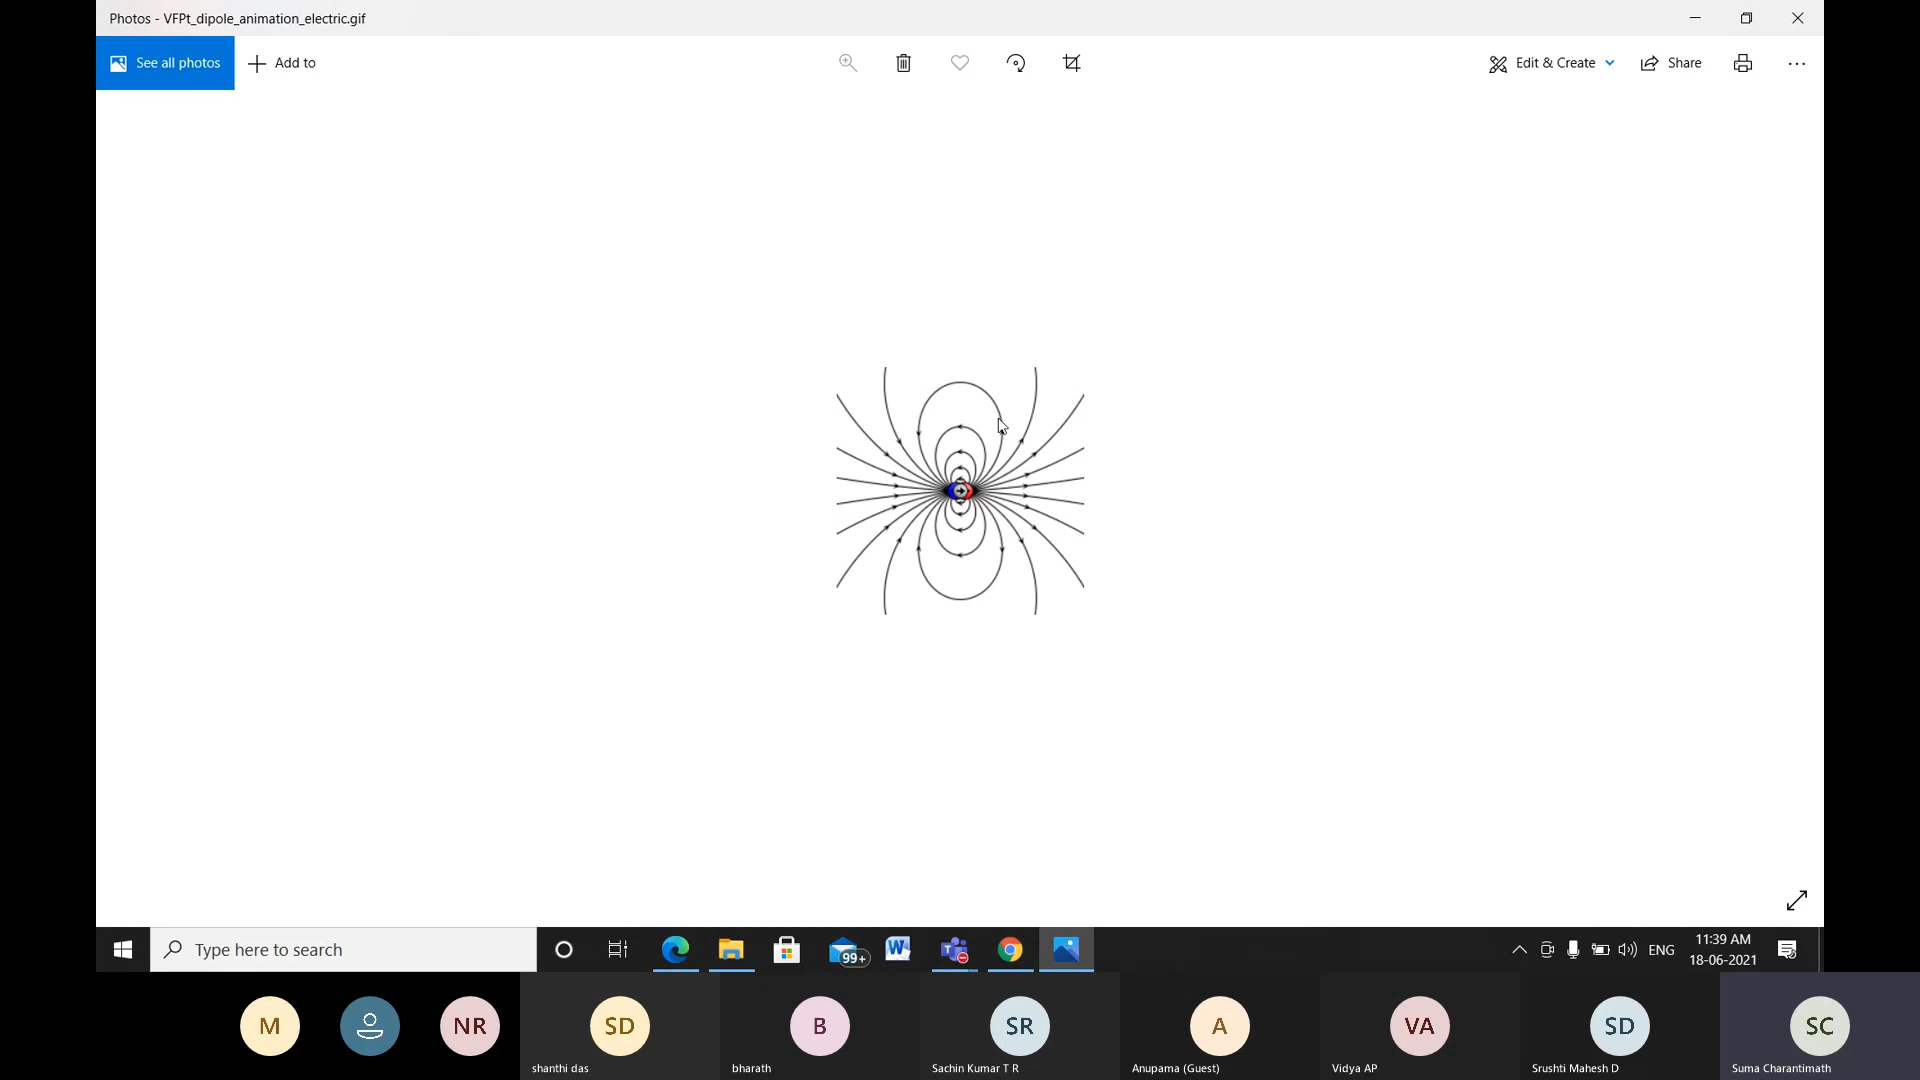 Photos - VFPt_dipole_animation_electric.gif
See all photos
Add to
Edit & Create
Share
Type here to search
99+
ENG
11:39 AM
18-06-2021
M
NR
SD
B
SR
A
VA
SD
SC
shanthi das
bharath
Sachin Kumar T R
Anupama (Guest)
Vidya AP
Srushti Mahesh D
Suma Charantimath